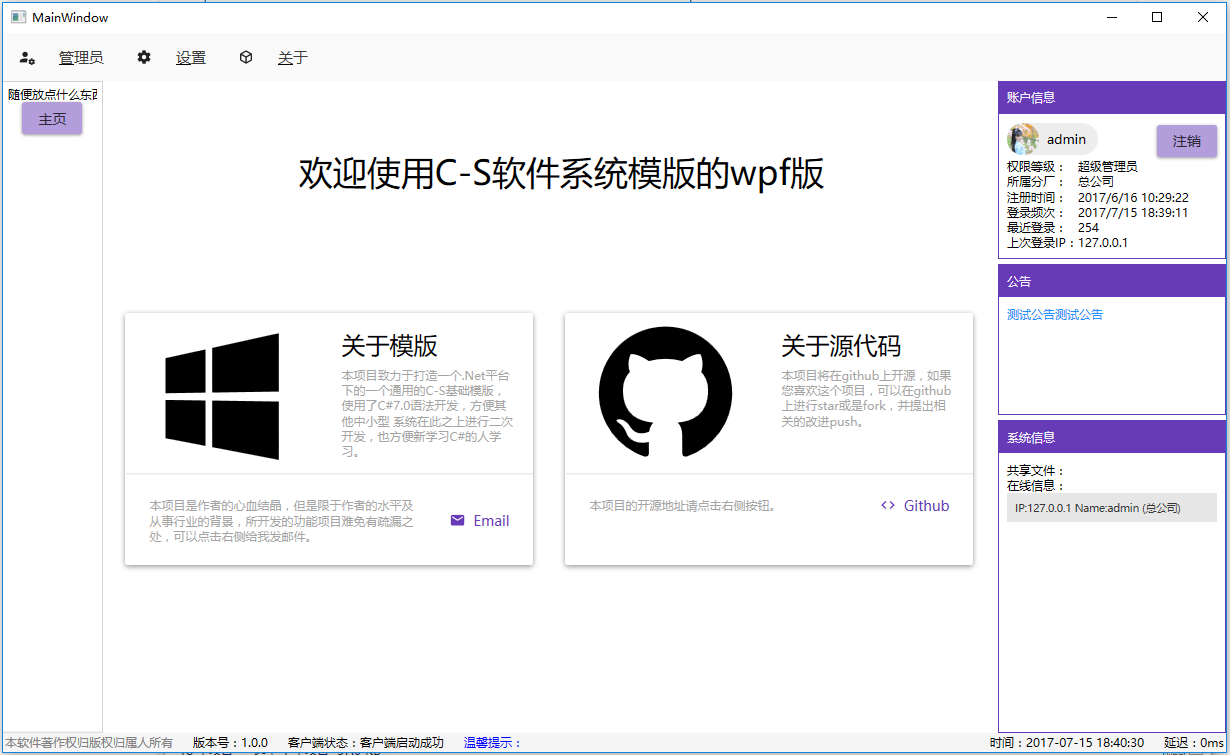 MainWindow
管理员 设置 关于
随便放点什么东
主页
欢迎使用C-S软件系统模版的wpf版
关于模版
本项目致力于打造一个.Net平台
下的一个通用的C-S基础模版，
使用了C#7.0语法开发，方便其
他中小型 系统在此之上进行二次
开发，也方便新学习C#的人学
习。
本项目是作者的心血结晶，但是限于作者的水平及
从事行业的背景，所开发的功能项目难免有疏漏之
处，可以点击右侧给我发邮件。
Email
关于源代码
本项目将在github上开源，如果
您喜欢这个项目，可以在github
上进行star或是fork，并提出相
关的改进push。
本项目的开源地址请点击右侧按钮。
Github
账户信息
admin
注销
权限等级： 超级管理员
所属分厂： 总公司
注册时间： 2017/6/16 10:29:22
登录频次： 2017/7/15 18:39:11
最近登录： 254
上次登录IP：127.0.0.1
公告
测试公告测试公告
系统信息
共享文件：
在线信息：
IP:127.0.0.1 Name:admin (总公司)
本软件著作权归版权归属人所有 版本号：1.0.0 客户端状态：客户端启动成功 温馨提示： 时间：2017-07-15 18:40:30 延迟：0ms